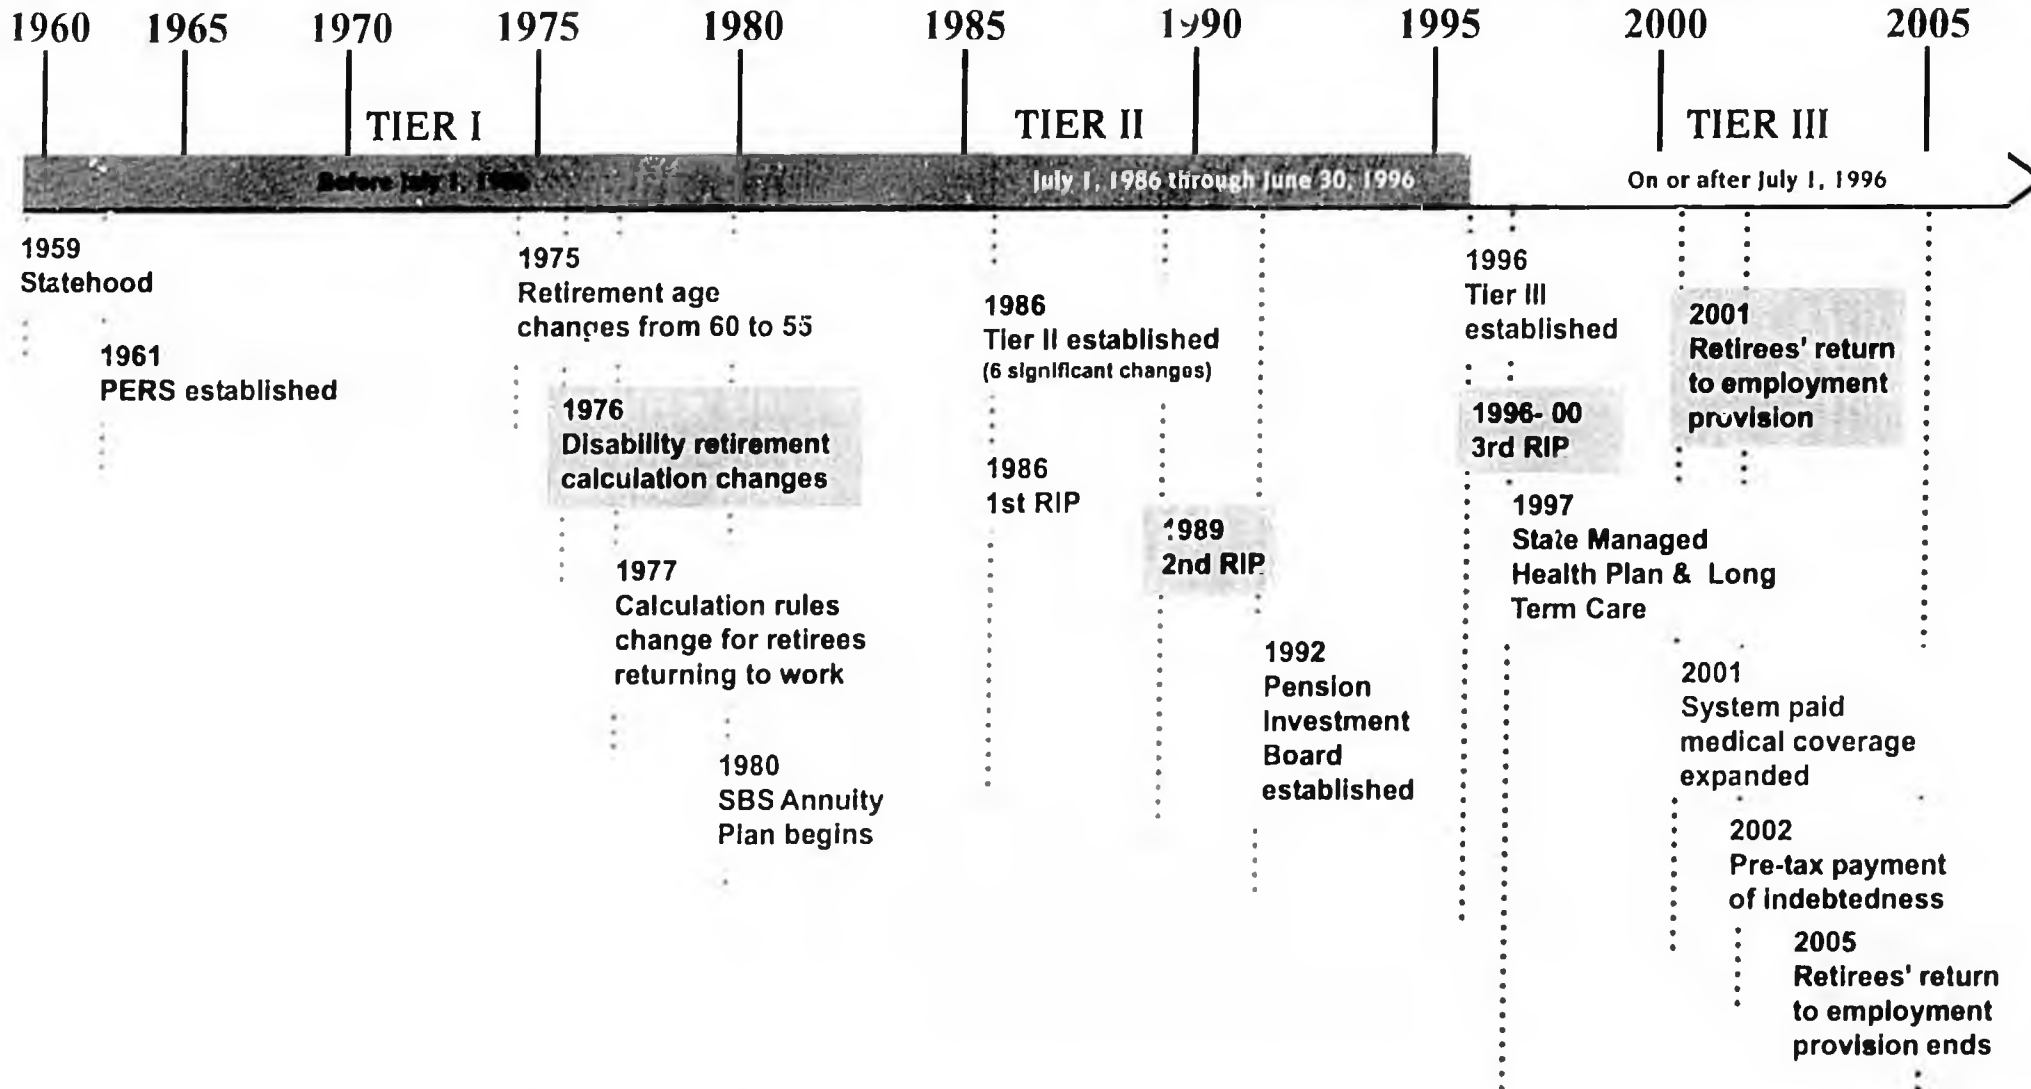 1960 1965 1970 1975 1980 1985 1990 1995 2000 2005
TIER I TIER II TIER III
Before July 1, 1986 July 1, 1986 through June 30, 1996 On or after July 1, 1996
1959
Statehood
1961
PERS established
1975
Retirement age
changes from 60 to 55
1976
Disability retirement
calculation changes
1977
Calculation rules
change for retirees
returning to work
1980
SBS Annuity
Plan begins
1986
Tier II established
(6 significant changes)
1986
1st RIP
1989
2nd RIP
1992
Pension
Investment
Board
established
1996
Tier III
established
1996-00
3rd RIP
1997
State Managed
Health Plan & Long
Term Care
2001
Retirees' return
to employment
provision
2001
System paid
medical coverage
expanded
2002
Pre-tax payment
of indebtedness
2005
Retirees' return
to employment
provision ends